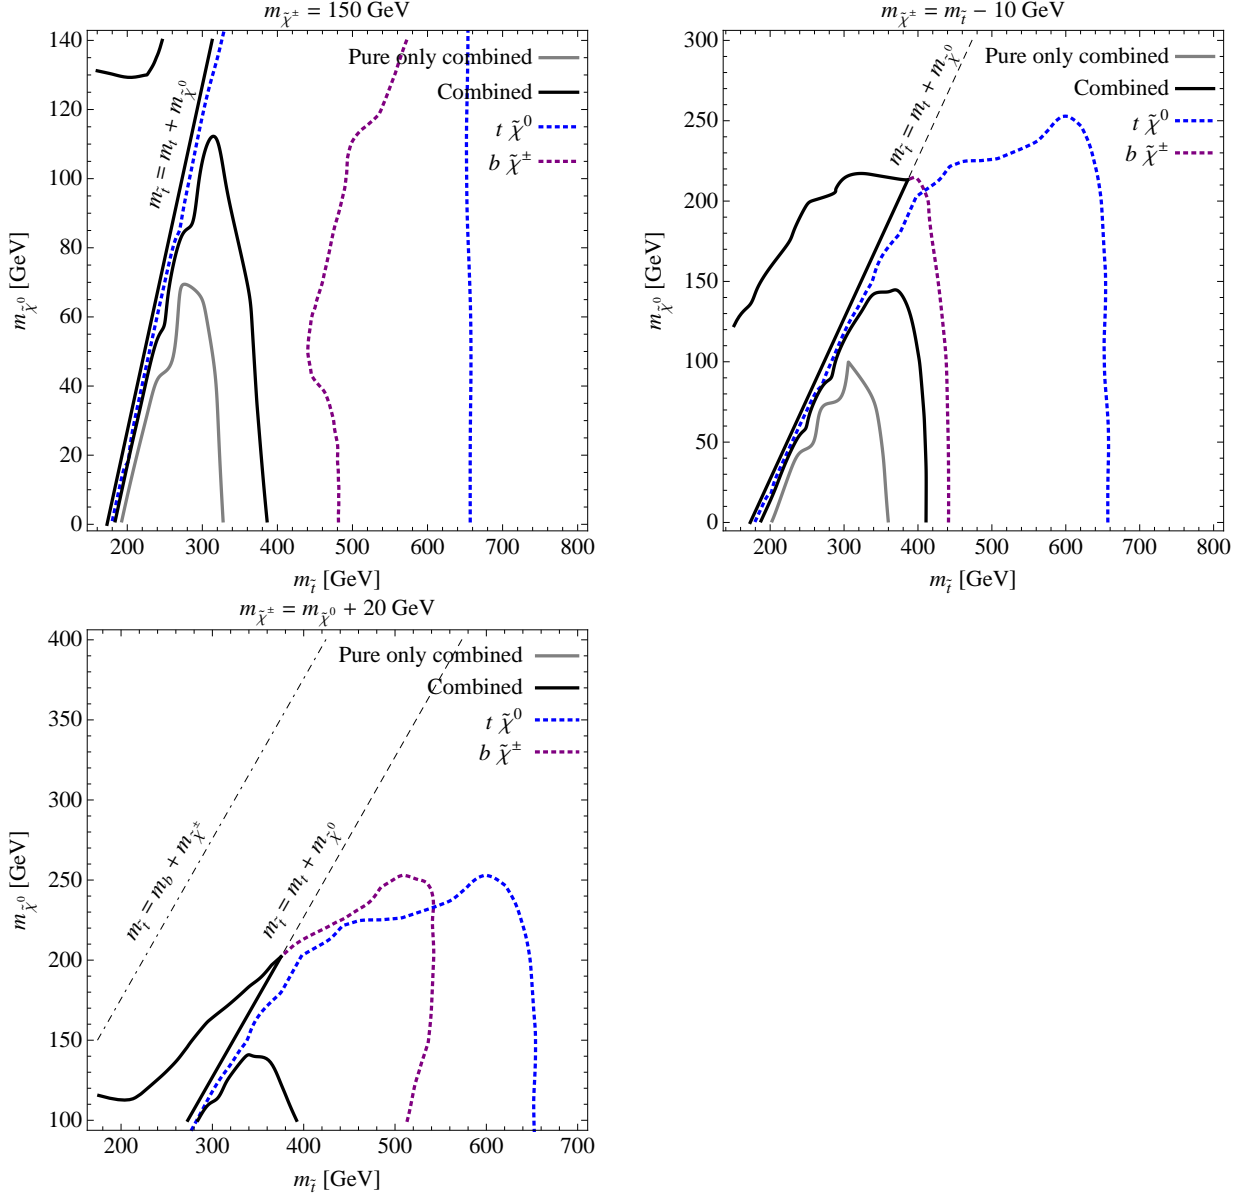 m_χ̃± = 150 GeV
140
120
100
80
60
40
20
0
m_χ̃0 [GeV]
Pure only combined
Combined
t χ̃0
b χ̃±
m_t̃ = m_t + m_χ̃0
200 300 400 500 600 700 800
m_t̃ [GeV]
m_χ̃± = m_t̃ − 10 GeV
300
250
200
150
100
50
0
m_χ̃0 [GeV]
Pure only combined
Combined
t χ̃0
b χ̃±
m_t̃ = m_t + m_χ̃0
200 300 400 500 600 700 800
m_t̃ [GeV]
m_χ̃± = m_χ̃0 + 20 GeV
400
350
300
250
200
150
100
m_χ̃0 [GeV]
Pure only combined
Combined
t χ̃0
b χ̃±
m_t̃ = m_b + m_χ̃±
m_t̃ = m_t + m_χ̃0
200 300 400 500 600 700
m_t̃ [GeV]